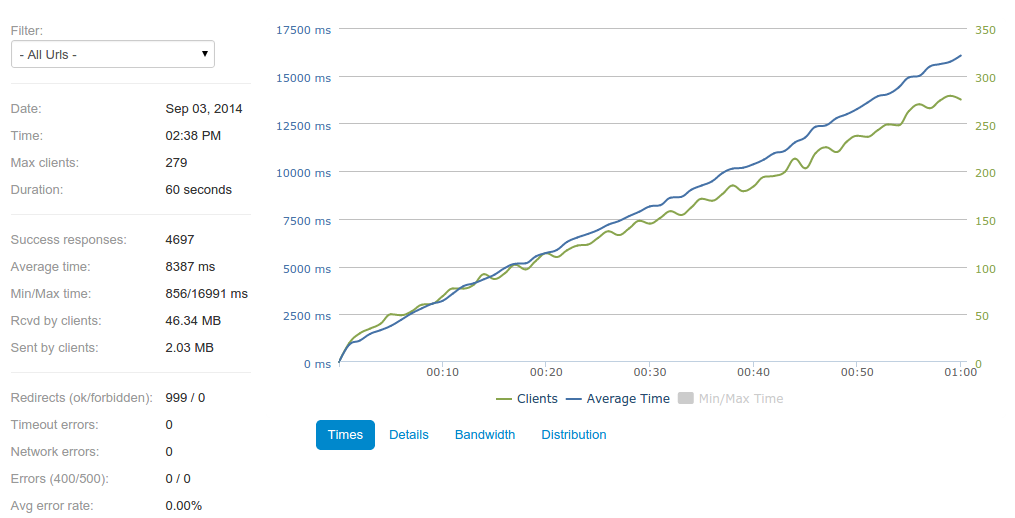 Filter:
- All Urls -
Date: Sep 03, 2014
Time: 02:38 PM
Max clients: 279
Duration: 60 seconds
Success responses: 4697
Average time: 8387 ms
Min/Max time: 856/16991 ms
Rcvd by clients: 46.34 MB
Sent by clients: 2.03 MB
Redirects (ok/forbidden): 999 / 0
Timeout errors: 0
Network errors: 0
Errors (400/500): 0 / 0
Avg error rate: 0.00%
17500 ms 350
15000 ms 300
12500 ms 250
10000 ms 200
7500 ms 150
5000 ms 100
2500 ms 50
0 ms 0
00:10 00:20 00:30 00:40 00:50 01:00
Clients Average Time Min/Max Time
Times Details Bandwidth Distribution